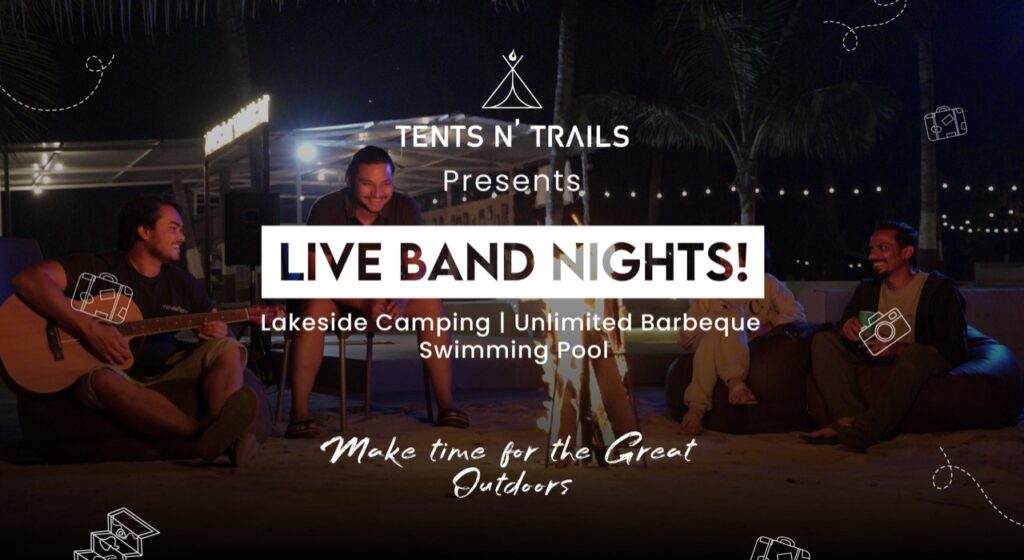 TENTS N' TRAILS
Presents
LIVE BAND NIGHTS!
Lakeside Camping | Unlimited Barbeque
Swimming Pool
Make time for the Great
Outdoors